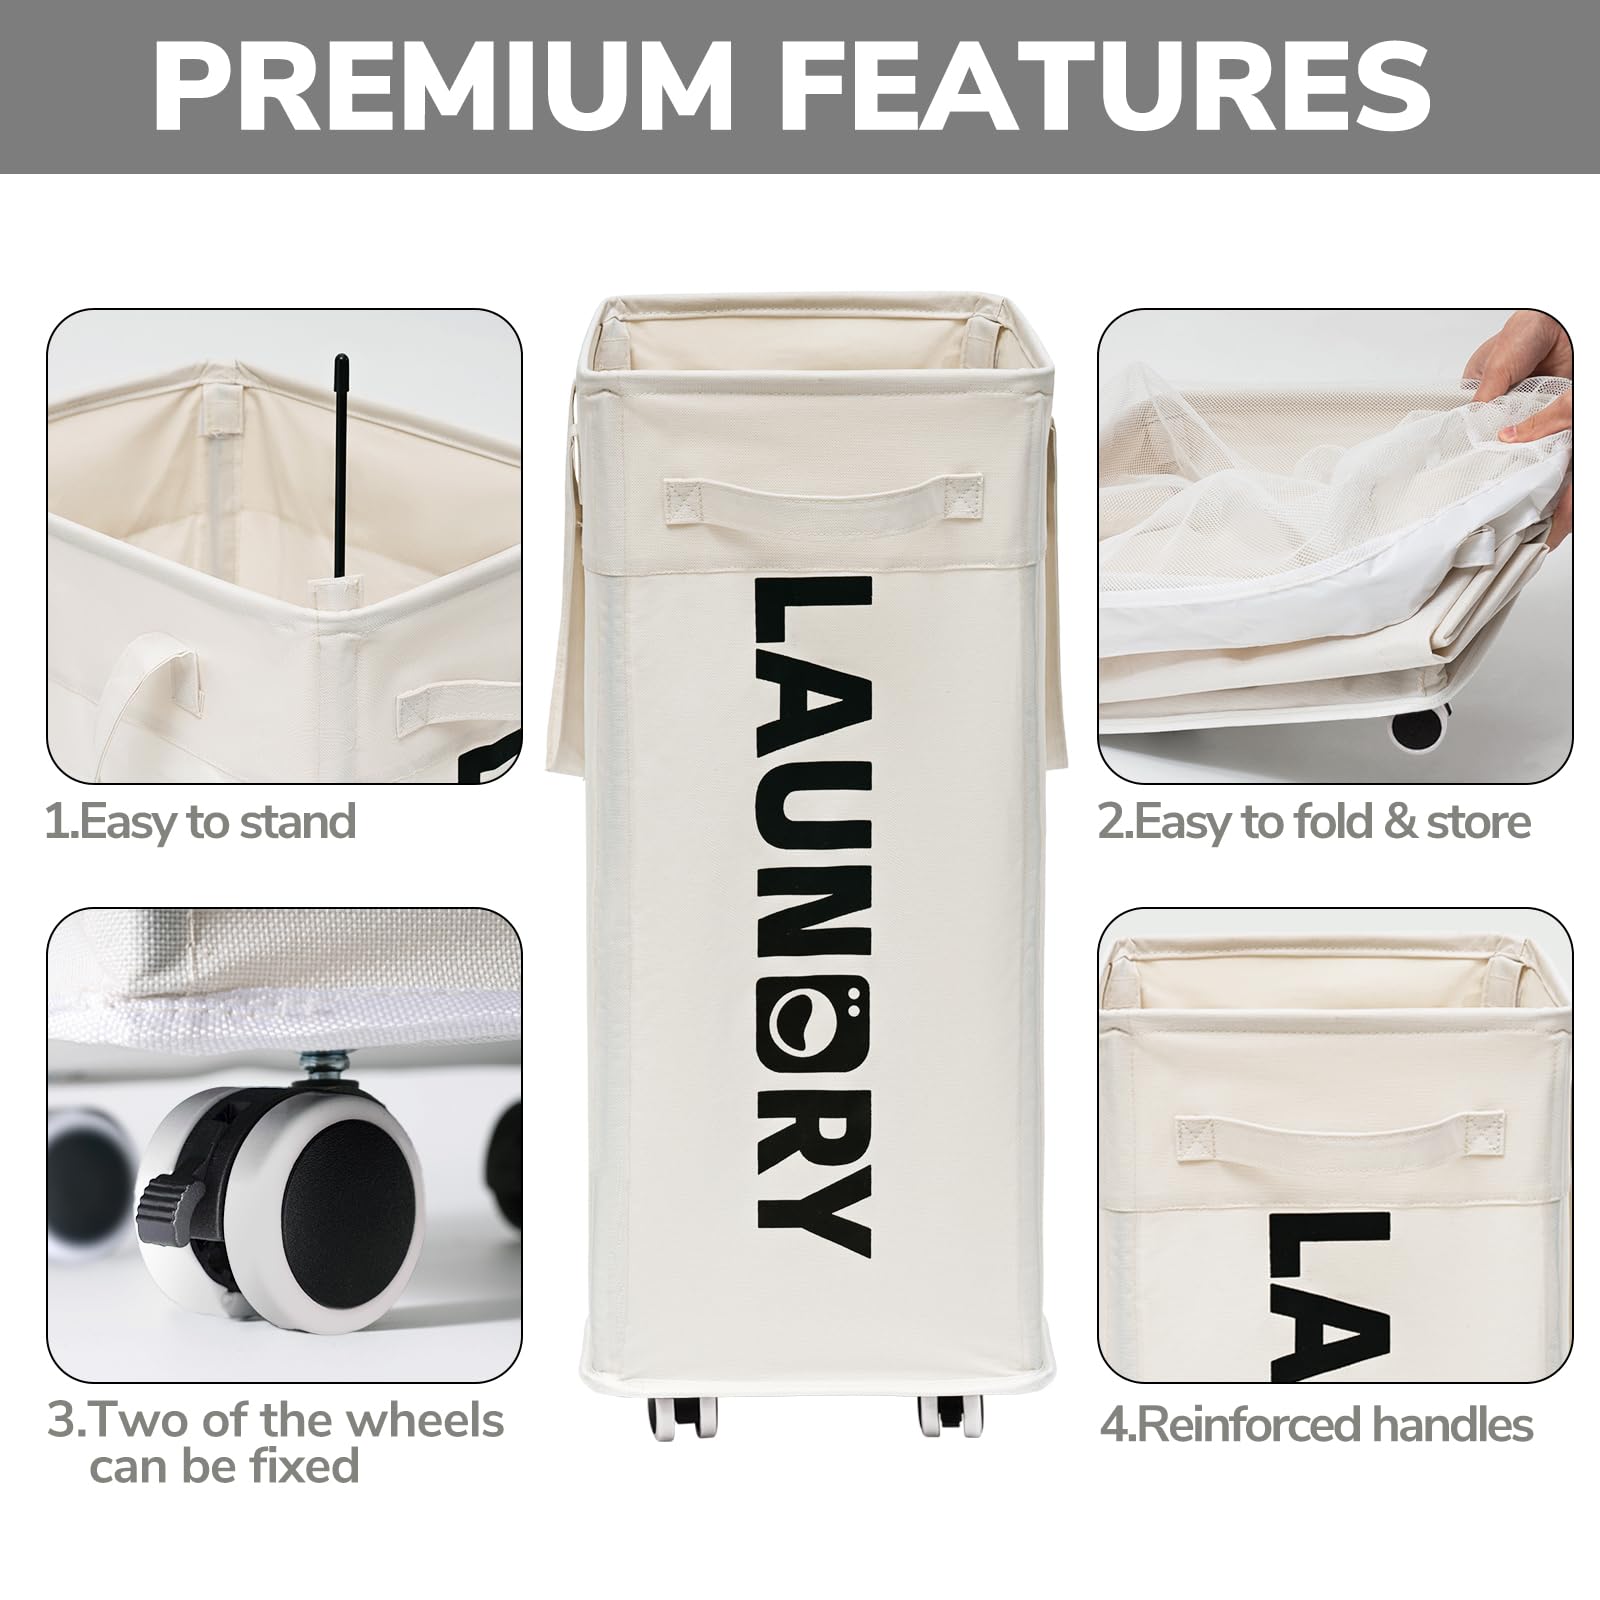 PREMIUM FEATURES
LAUNDRY
1.Easy to stand
2.Easy to fold & store
LA
3.Two of the wheels
can be fixed
4.Reinforced handles